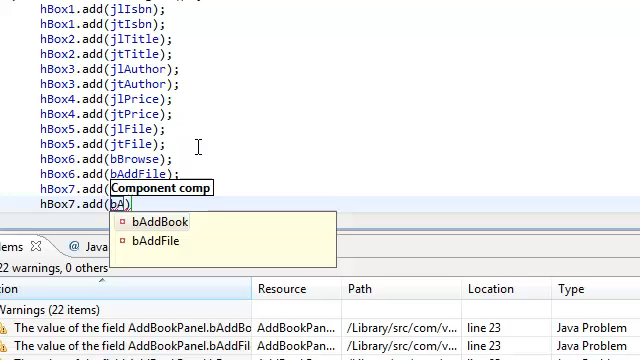 hBox1.add(jlIsbn);
hBox1.add(jtIsbn);
hBox2.add(jlTitle);
hBox2.add(jtTitle);
hBox3.add(jlAuthor);
hBox3.add(jtAuthor);
hBox4.add(jlPrice);
hBox4.add(jtPrice);
hBox5.add(jlFile);
hBox5.add(jtFile);
hBox6.add(bBrowse);
hBox6.add(bAddFile);
hBox7.add(
Component comp
hBox7.add(bA)
bAddBook
bAddFile
ems
Java
22 warnings, 0 others
tion Resource Path Location Type
Warnings (22 items)
The value of the field AddBookPanel.bAddBo AddBookPan... /Library/src/com/v... line 23 Java Problem
The value of the field AddBookPanel.bAddFil AddBookPan... /Library/src/com/v... line 23 Java Problem